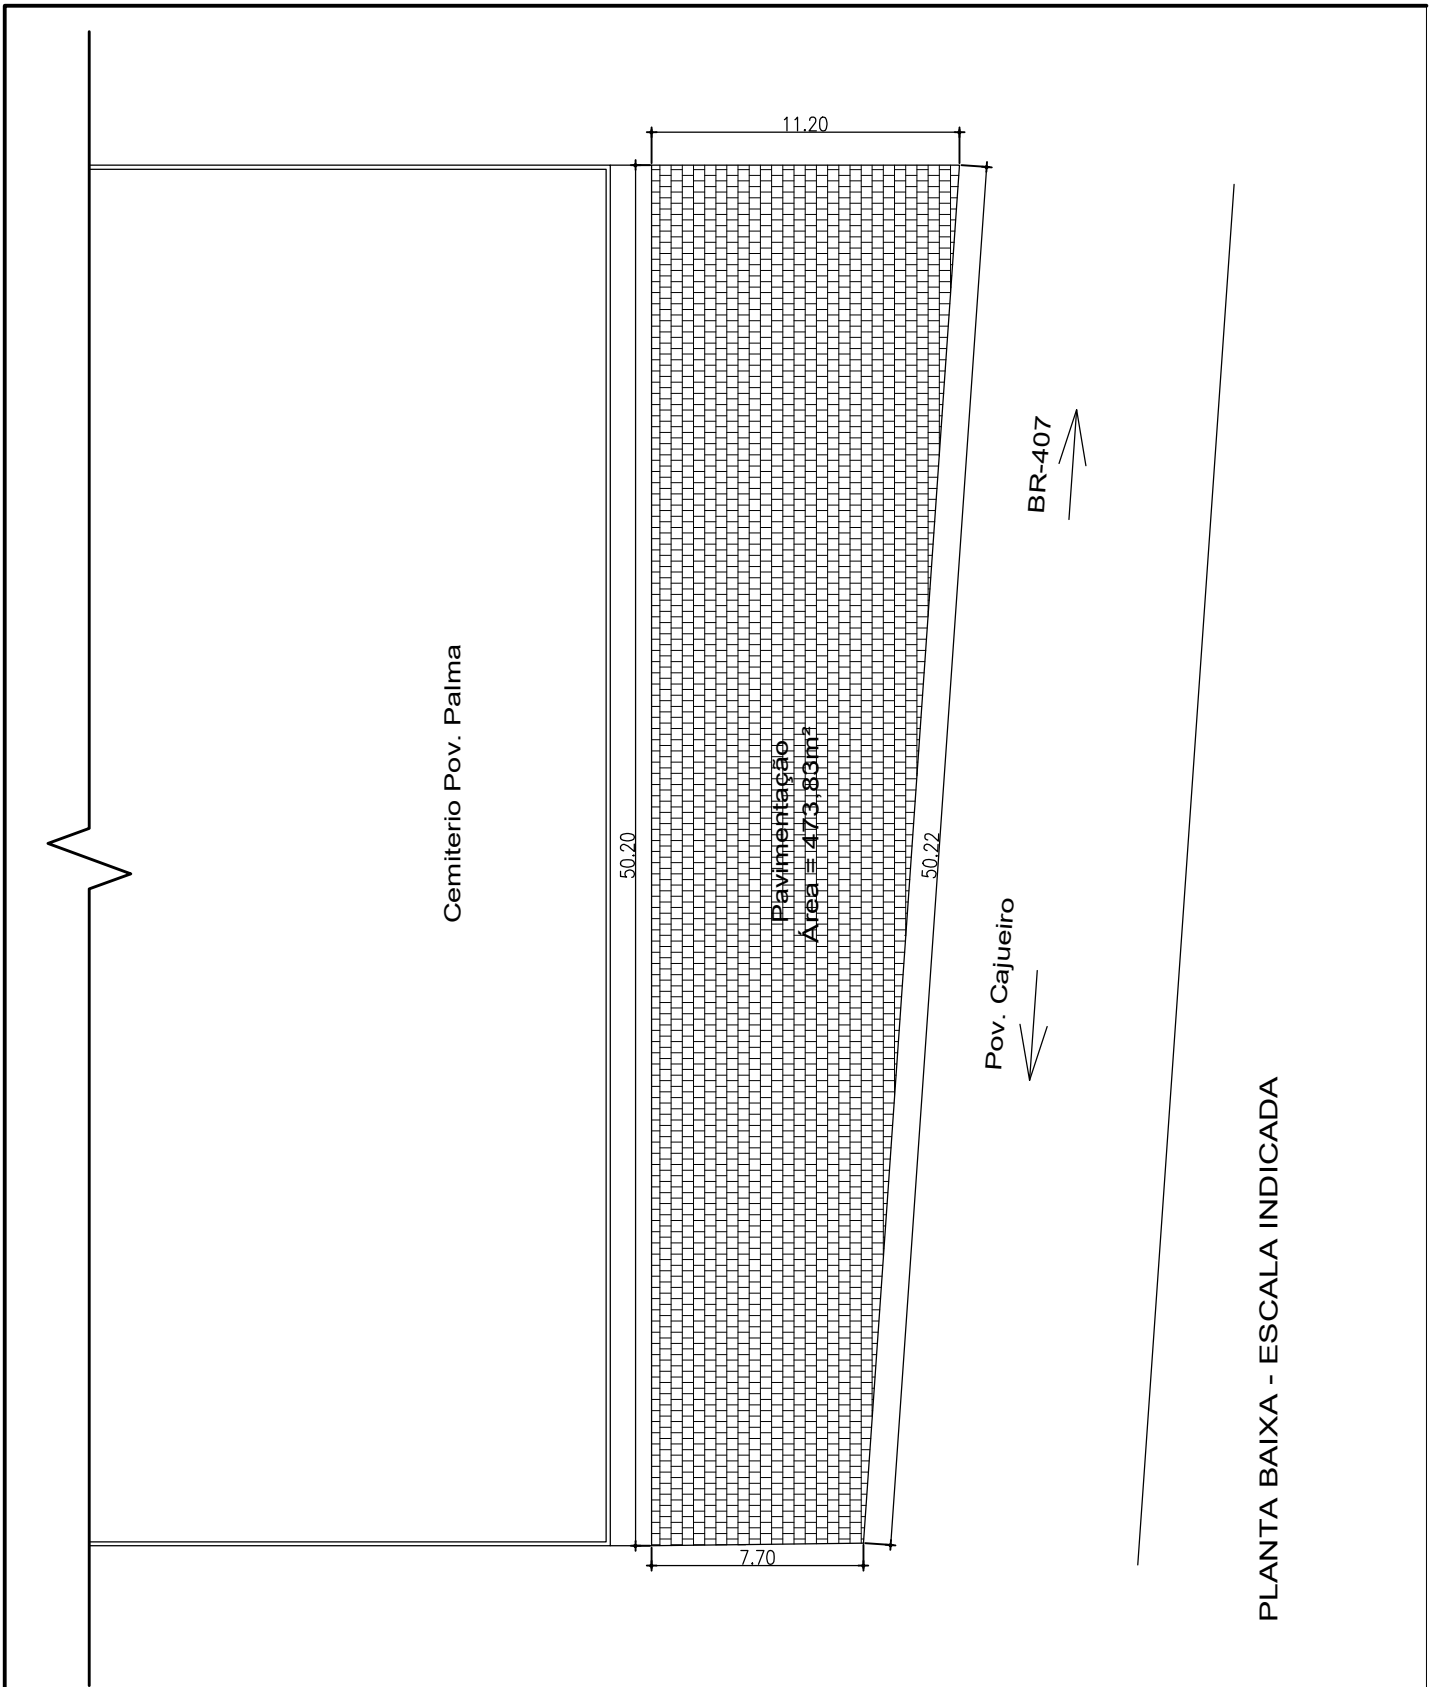 11.20
Cemiterio Pov. Palma
50.20
Pavimentação
Área = 473,83m²
50.22
BR-407
Pov. Cajueiro
7.70
PLANTA BAIXA - ESCALA INDICADA